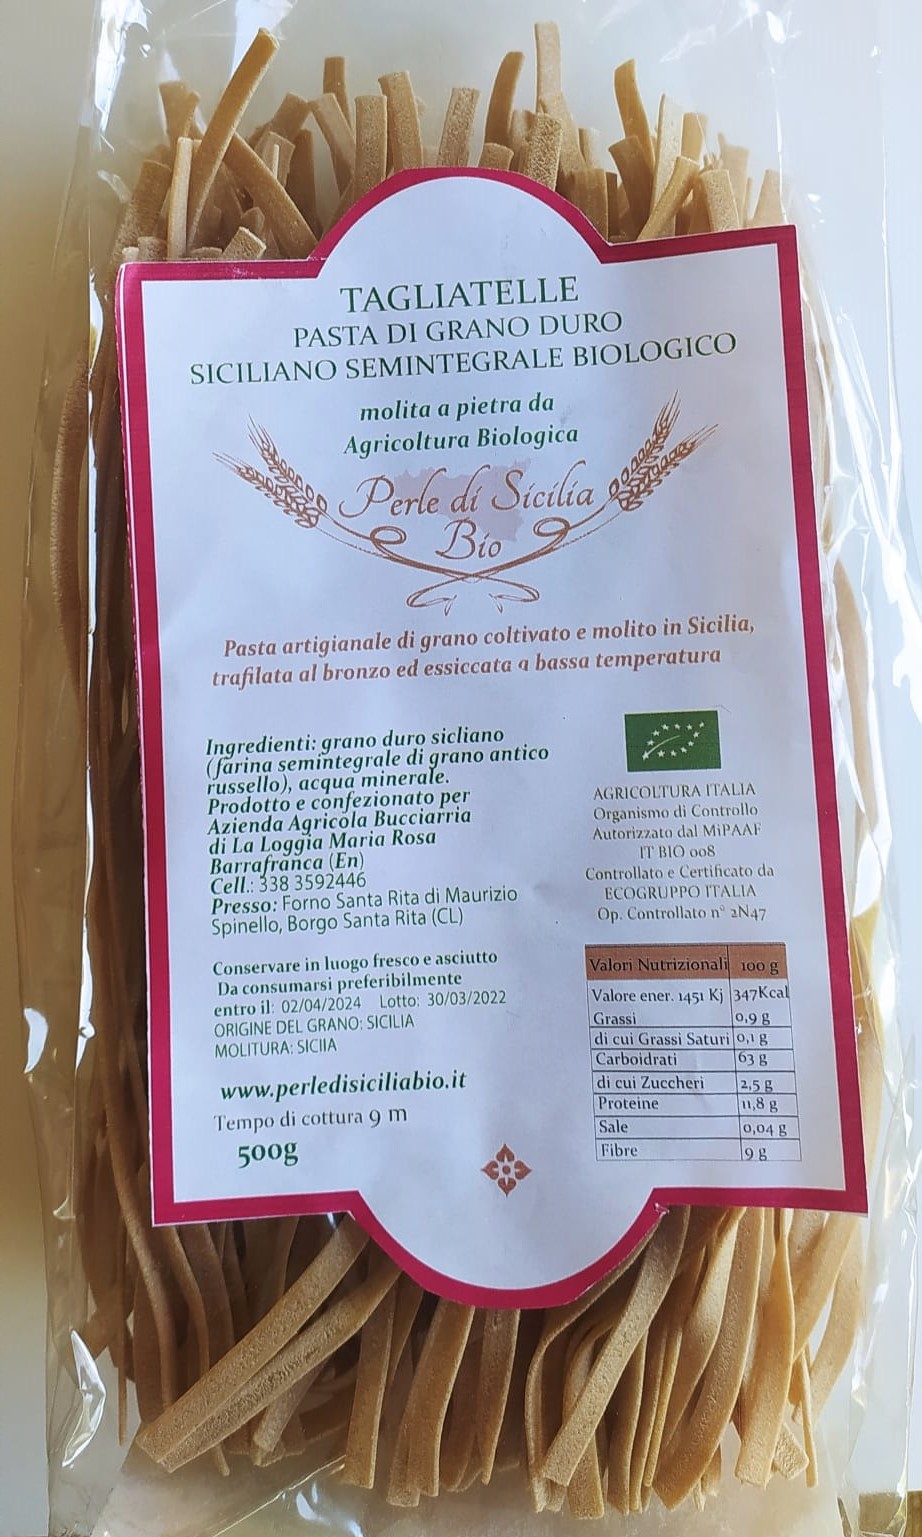 TAGLIATELLE
PASTA DI GRANO DURO
SICILIANO SEMINTEGRALE BIOLOGICO
molita a pietra da
Agricoltura Biologica
Perle di Sicilia
Bio
Pasta artigianale di grano coltivato e molito in Sicilia,
trafilata al bronzo ed essiccata a bassa temperatura
Ingredienti: grano duro sicliano
(farina semintegrale di grano antico
russello), acqua minerale.
Prodotto e confezionato per
Azienda Agricola Bucciarria
di La Loggia Maria Rosa
Barrafranca (En)
Cell.: 338 3592446
Presso: Forno Santa Rita di Maurizio
Spinello, Borgo Santa Rita (CL)
Conservare in luogo fresco e asciutto
Da consumarsi preferibilmente
entro il: 02/04/2024 Lotto: 30/03/2022
ORIGINE DEL GRANO: SICILIA
MOLITURA: SICIIA
www.perledisiciliabio.it
Tempo di cottura 9 m
500g
AGRICOLTURA ITALIA
Organismo di Controllo
Autorizzato dal MiPAAF
IT BIO 008
Controllato e Certificato da
ECOGRUPPO ITALIA
Op. Controllato n° 2N47
Valori Nutrizionali 100 g
Valore ener. 1451 Kj 347Kcal
Grassi 0,9 g
di cui Grassi Saturi 0,1 g
Carboidrati 63 g
di cui Zuccheri 2,5 g
Proteine 11,8 g
Sale 0,04 g
Fibre 9 g